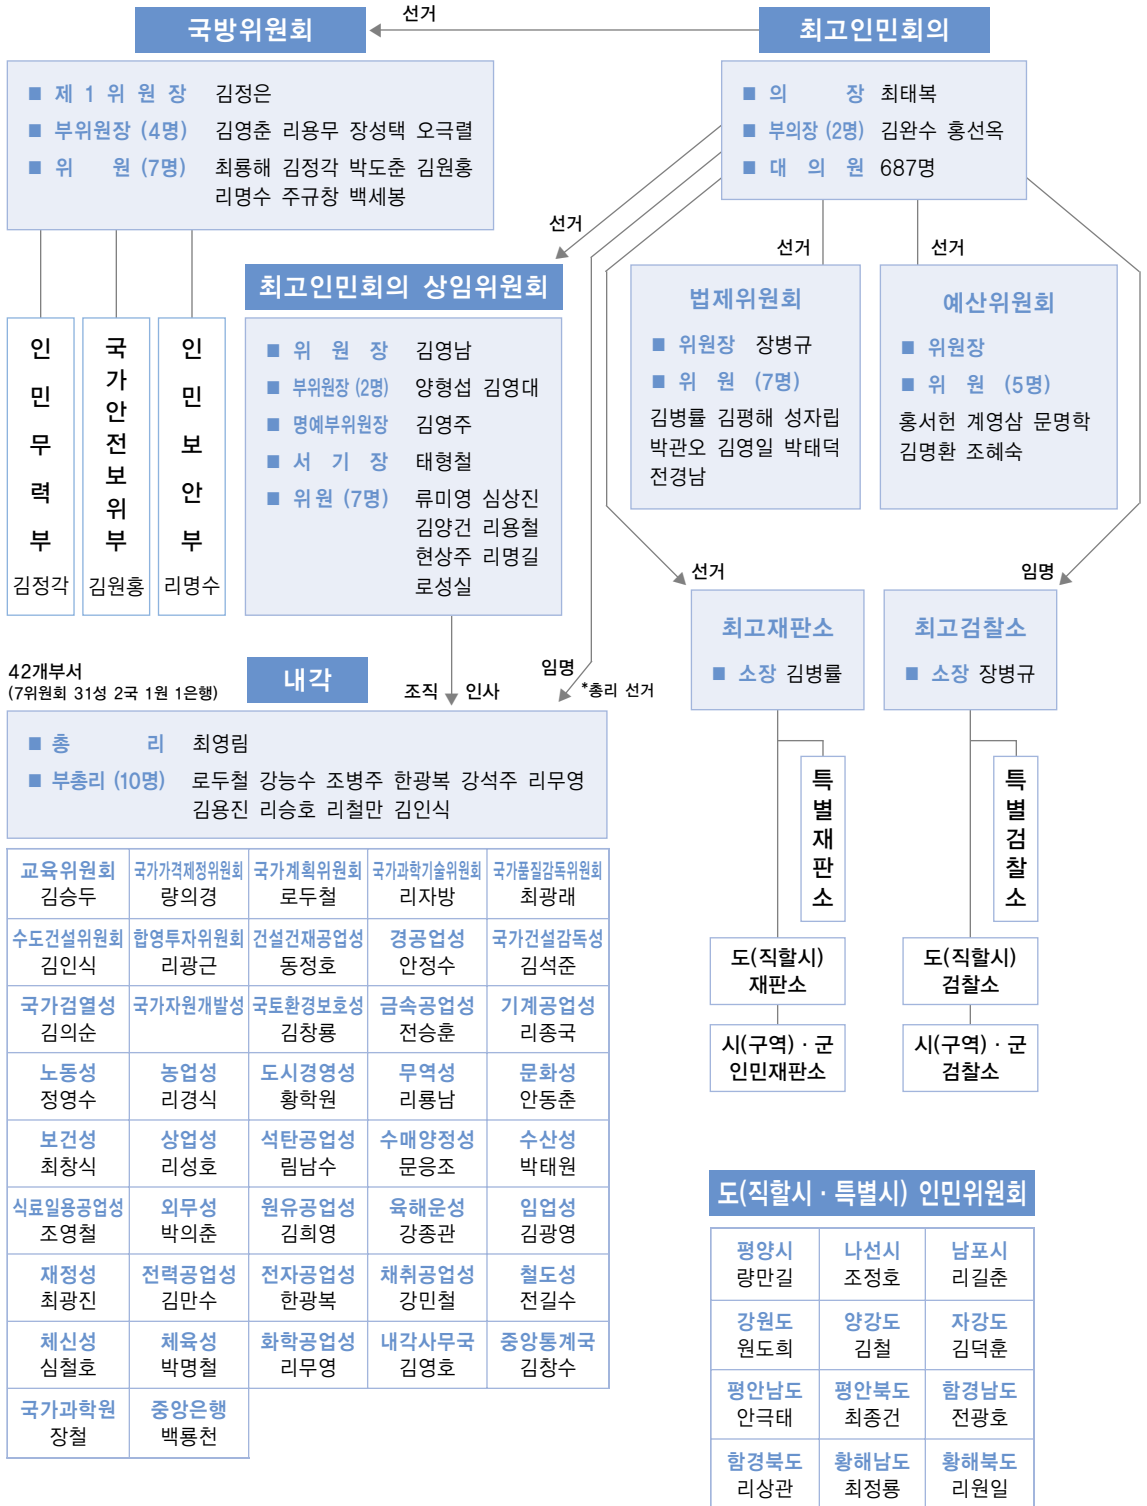 선거
국방위원회
최고인민회의
■ 제 1 위 원 장 김정은
■ 부위원장 (4명) 김영춘 리용무 장성택 오극렬
■ 위 원 (7명) 최룡해 김정각 박도춘 김원홍
리명수 주규창 백세봉
■ 의 장 최태복
■ 부의장 (2명) 김완수 홍선옥
■ 대 의 원 687명
선거
선거
선거
인민무력부
김정각
국가안전보위부
김원홍
인민보안부
리명수
최고인민회의 상임위원회
■ 위 원 장 김영남
■ 부위원장 (2명) 양형섭 김영대
■ 명예부위원장 김영주
■ 서 기 장 태형철
■ 위원 (7명) 류미영 심상진
김양건 리용철
현상주 리명길
로성실
법제위원회
■ 위원장 장병규
■ 위 원 (7명)
김병률 김평해 성자립
박관오 김영일 박태덕
전경남
예산위원회
■ 위원장
■ 위 원 (5명)
홍서헌 계영삼 문명학
김명환 조혜숙
선거
임명
최고재판소
■ 소장 김병률
최고검찰소
■ 소장 장병규
특별재판소
특별검찰소
도(직할시)
재판소
도(직할시)
검찰소
시(구역)·군
인민재판소
시(구역)·군
검찰소
42개부서
(7위원회 31성 2국 1원 1은행)
내각
조직 인사
임명
*총리 선거
■ 총 리 최영림
■ 부총리 (10명) 로두철 강능수 조병주 한광복 강석주 리무영
김용진 리승호 리철만 김인식
교육위원회 국가가격제정위원회 국가계획위원회 국가과학기술위원회 국가품질감독위원회
김승두 량의경 로두철 리자방 최광래
수도건설위원회 합영투자위원회 건설건재공업성 경공업성 국가건설감독성
김인식 리광근 동정호 안정수 김석준
국가검열성 국가자원개발성 국토환경보호성 금속공업성 기계공업성
김의순 김창룡 전승훈 리종국
노동성 농업성 도시경영성 무역성 문화성
정영수 리경식 황학원 리룡남 안동춘
보건성 상업성 석탄공업성 수매양정성 수산성
최창식 리성호 림남수 문응조 박태원
식료일용공업성 외무성 원유공업성 육해운성 임업성
조영철 박의춘 김희영 강종관 김광영
재정성 전력공업성 전자공업성 채취공업성 철도성
최광진 김만수 한광복 강민철 전길수
체신성 체육성 화학공업성 내각사무국 중앙통계국
심철호 박명철 리무영 김영호 김창수
국가과학원 중앙은행
장철 백룡천
도(직할시·특별시) 인민위원회
평양시 나선시 남포시
량만길 조정호 리길춘
강원도 양강도 자강도
원도희 김철 김덕훈
평안남도 평안북도 함경남도
안극태 최종건 전광호
함경북도 황해남도 황해북도
리상관 최정룡 리원일